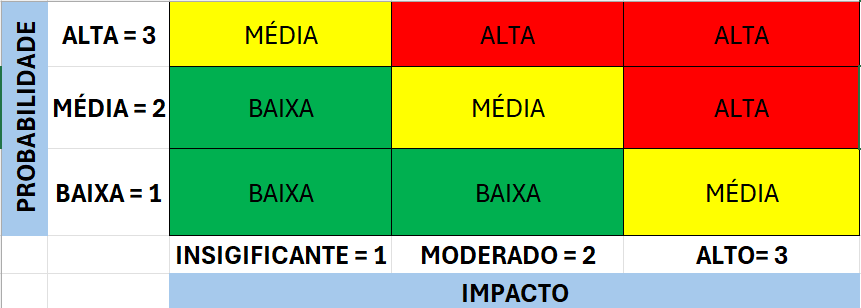 PROBABILIDADE
ALTA = 3 MÉDIA ALTA ALTA
MÉDIA = 2 BAIXA MÉDIA ALTA
BAIXA = 1 BAIXA BAIXA MÉDIA
INSIGIFICANTE = 1 MODERADO = 2 ALTO= 3
IMPACTO